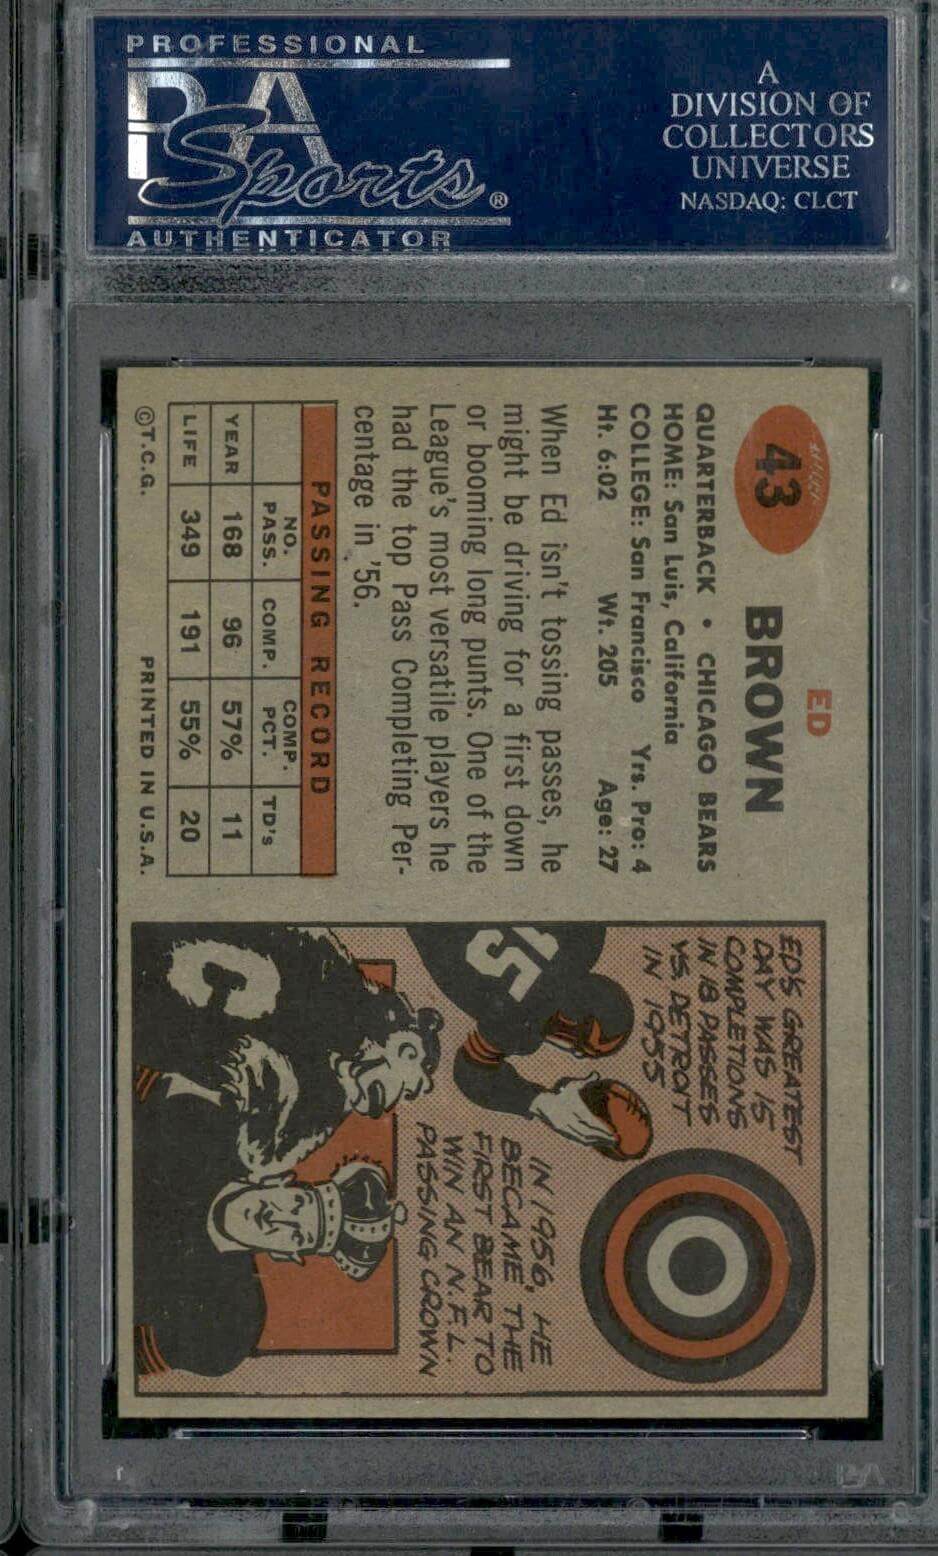 PROFESSIONAL
PSA
Sports®
AUTHENTICATOR
A
DIVISION OF
COLLECTORS
UNIVERSE
NASDAQ: CLCT
43
ED
BROWN
QUARTERBACK • CHICAGO BEARS
HOME: San Luis, California
COLLEGE: San Francisco Yrs. Pro: 4
Ht. 6:02 Wt. 205 Age: 27
When Ed isn't tossing passes, he
might be driving for a first down
or booming long punts. One of the
League's most versatile players he
had the top Pass Completing Per-
centage in '56.
PASSING RECORD
NO. PASS. COMP. COMP. PCT. TD's
YEAR 168 96 57% 11
LIFE 349 191 55% 20
©T.C.G. PRINTED IN U.S.A.
ED'S GREATEST
DAY WAS 15
COMPLETIONS
IN 18 PASSES
VS. DETROIT
IN 1955
15
IN 1956, HE
BECAME THE
FIRST BEAR TO
WIN AN N.F.L.
PASSING CROWN
C